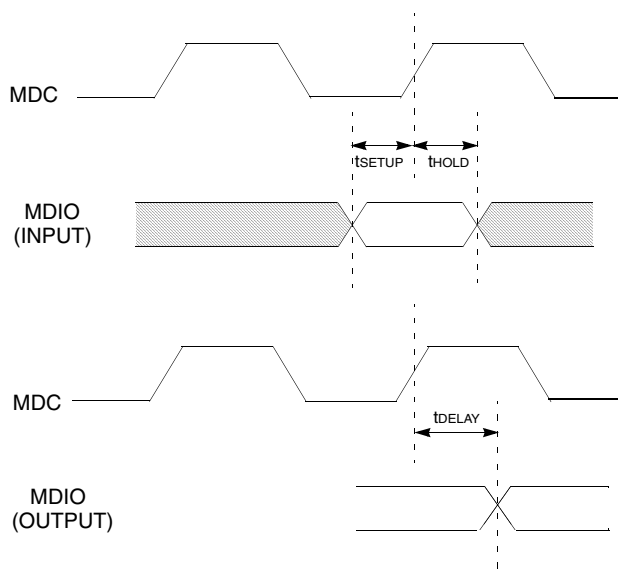 MDC
tSETUP tHOLD
MDIO
(INPUT)
MDC
tDELAY
MDIO
(OUTPUT)